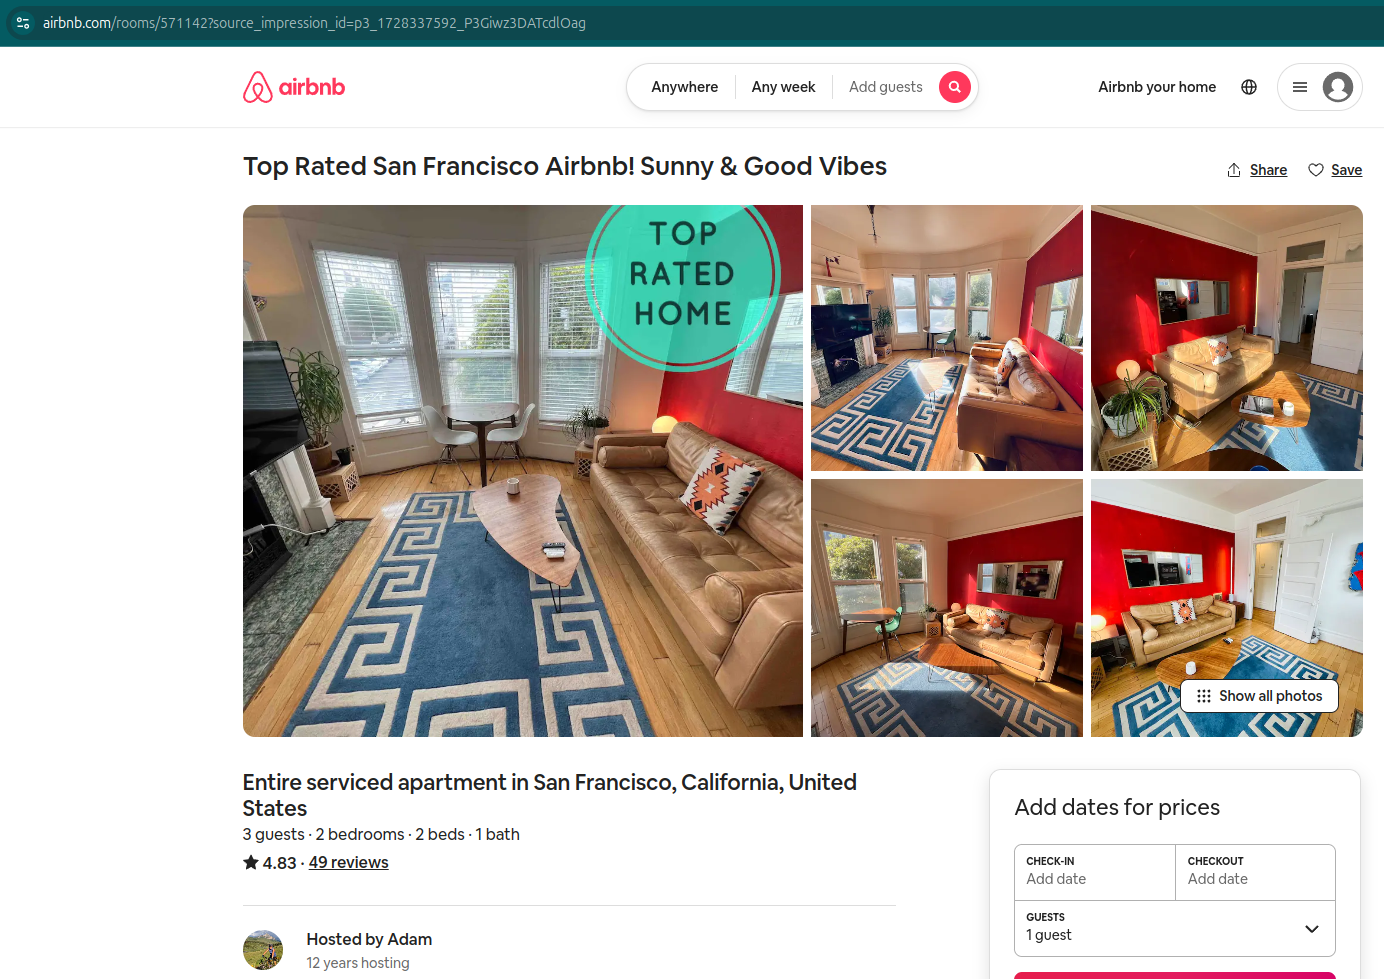 airbnb.com/rooms/571142?source_impression_id=p3_1728337592_P3Giwz3DATcdlOag
airbnb
Anywhere
Any week
Add guests
Airbnb your home
Top Rated San Francisco Airbnb! Sunny & Good Vibes
Share
Save
TOP
RATED
HOME
Show all photos
Entire serviced apartment in San Francisco, California, United
States
3 guests · 2 bedrooms · 2 beds · 1 bath
4.83 · 49 reviews
Hosted by Adam
12 years hosting
Add dates for prices
CHECK-IN
Add date
CHECKOUT
Add date
GUESTS
1 guest